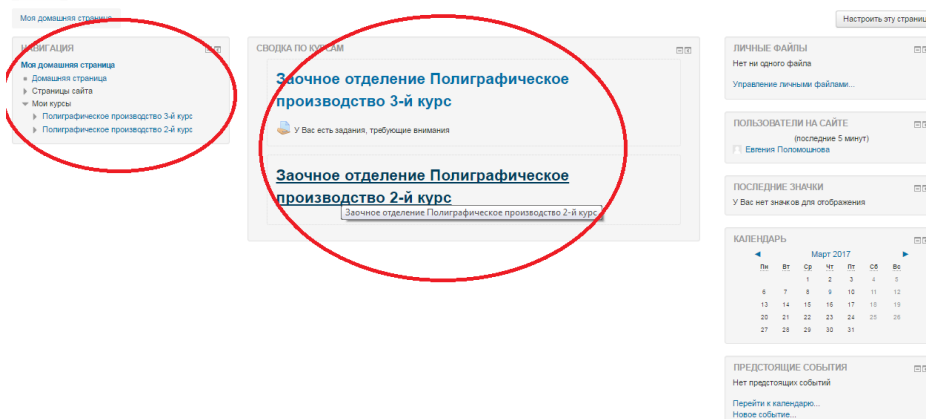 Моя домашняя страница
Настроить эту страниц
НАВИГАЦИЯ
Моя домашняя страница
Домашняя страница
Страницы сайта
Мои курсы
Полиграфическое производство 3-й курс
Полиграфическое производство 2-й курс
СВОДКА ПО КУРСАМ
Заочное отделение Полиграфическое
производство 3-й курс
У Вас есть задания, требующие внимания
Заочное отделение Полиграфическое
производство 2-й курс
Заочное отделение Полиграфическое производство 2-й курс
ЛИЧНЫЕ ФАЙЛЫ
Нет ни одного файла
Управление личными файлами...
ПОЛЬЗОВАТЕЛИ НА САЙТЕ
(последние 5 минут)
Евгения Поломошнова
ПОСЛЕДНИЕ ЗНАЧКИ
У Вас нет значков для отображения
КАЛЕНДАРЬ
◄ Март 2017 ►
Пн Вт Ср Чт Пт Сб Вс
1 2 3 4 5
6 7 8 9 10 11 12
13 14 15 16 17 18 19
20 21 22 23 24 25 26
27 28 29 30 31
ПРЕДСТОЯЩИЕ СОБЫТИЯ
Нет предстоящих событий
Перейти к календарю...
Новое событие...